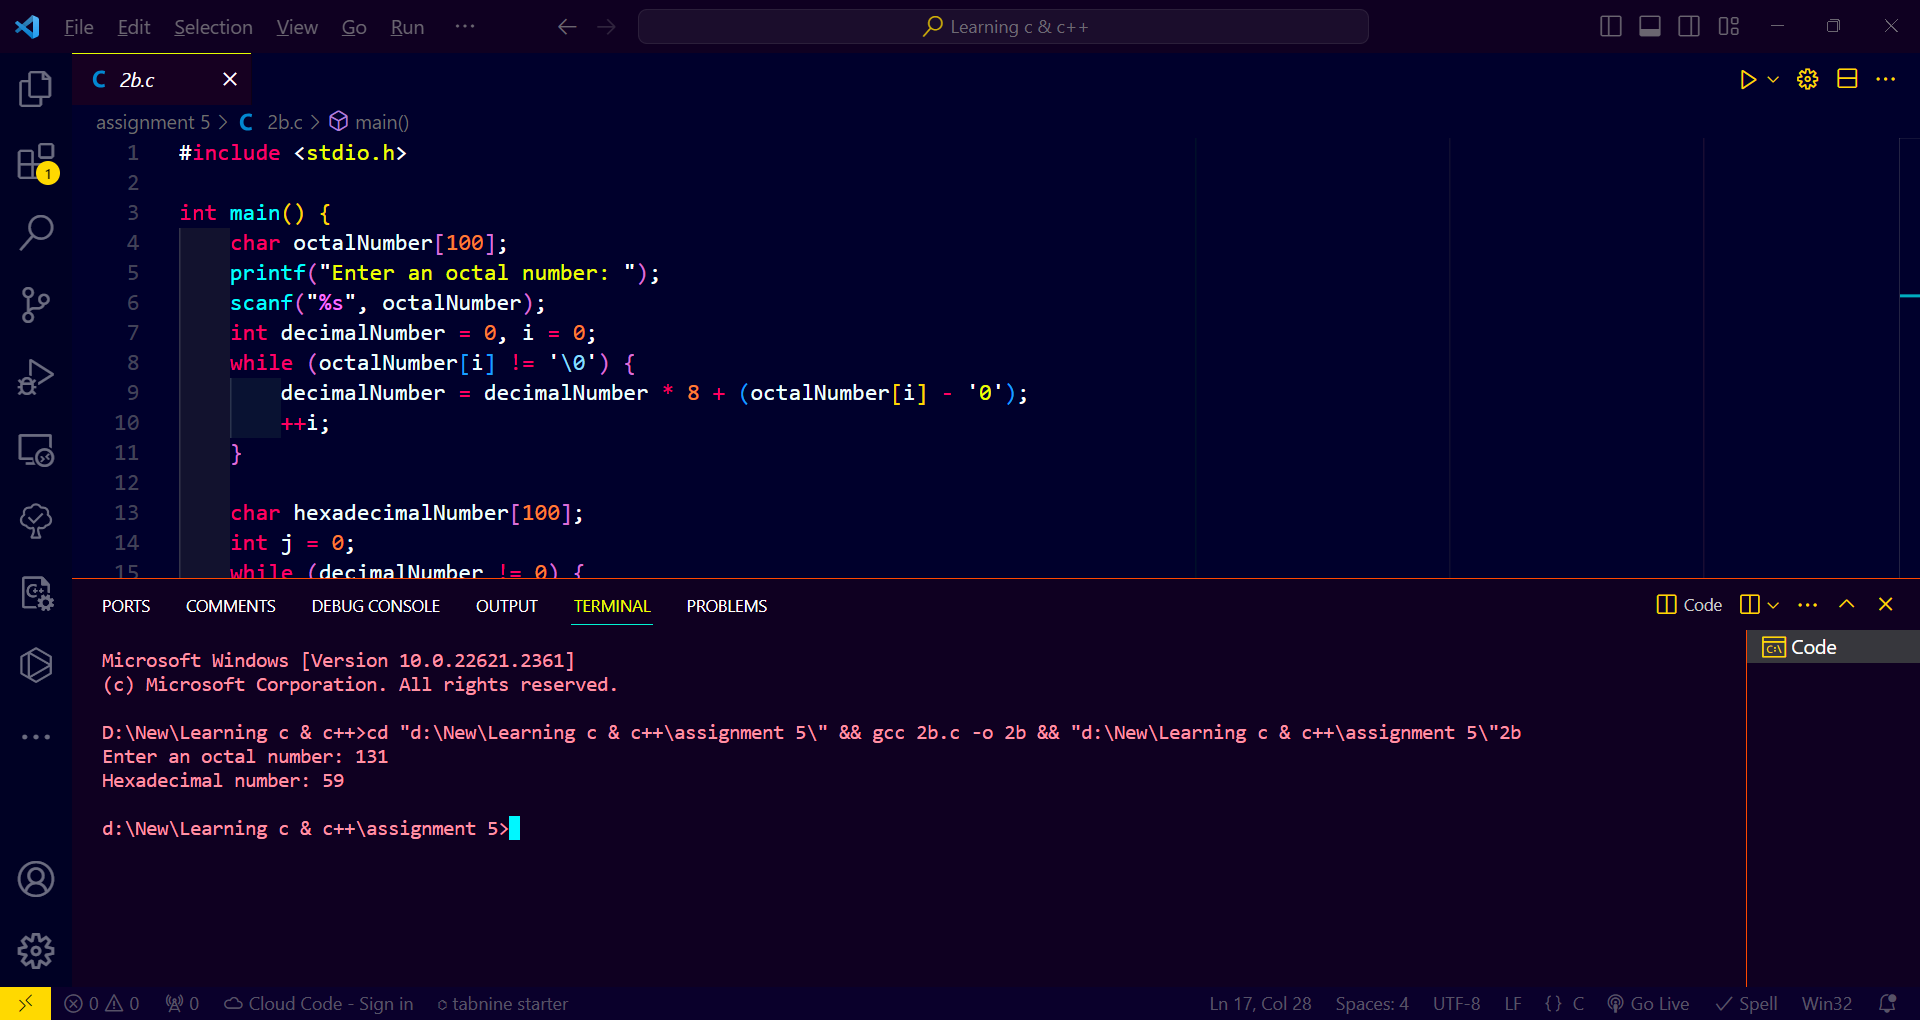 File Edit Selection View Go Run ··· Learning c & c++
C 2b.c
assignment 5 > C 2b.c > main()
1 #include <stdio.h>
2
3 int main() {
4 char octalNumber[100];
5 printf("Enter an octal number: ");
6 scanf("%s", octalNumber);
7 int decimalNumber = 0, i = 0;
8 while (octalNumber[i] != '\0') {
9 decimalNumber = decimalNumber * 8 + (octalNumber[i] - '0');
10 ++i;
11 }
12
13 char hexadecimalNumber[100];
14 int j = 0;
15 while (decimalNumber != 0) {
1
PORTS COMMENTS DEBUG CONSOLE OUTPUT TERMINAL PROBLEMS Code
Code
Microsoft Windows [Version 10.0.22621.2361]
(c) Microsoft Corporation. All rights reserved.
D:\New\Learning c & c++>cd "d:\New\Learning c & c++\assignment 5\" && gcc 2b.c -o 2b && "d:\New\Learning c & c++\assignment 5\"2b
Enter an octal number: 131
Hexadecimal number: 59
d:\New\Learning c & c++\assignment 5>
0 0 0 Cloud Code - Sign in tabnine starter Ln 17, Col 28 Spaces: 4 UTF-8 LF {} C Go Live Spell Win32